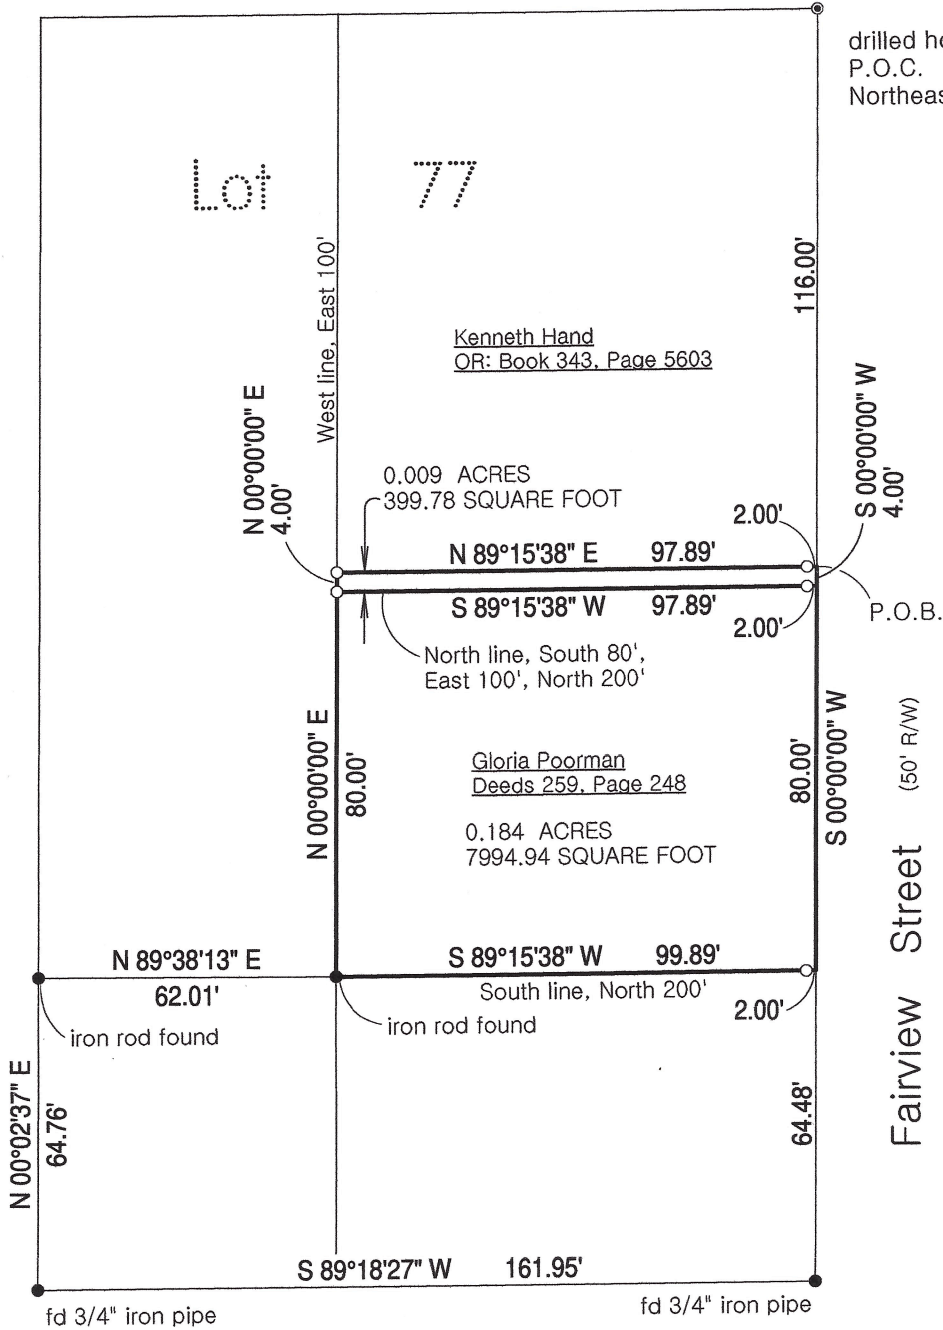 drilled
P.O.C.
Lot 77
West line, East 100'
116.00'
Kenneth Hand
OR: Book 343, Page 5603
N 00°00'00" E
4.00'
S 00°00'00" W
4.00'
0.009 ACRES
399.78 SQUARE FOOT
2.00'
N 89°15'38" E 97.89'
S 89°15'38" W 97.89'
2.00'
P.O.B.
North line, South 80',
East 100', North 200'
N 00°00'00" E
80.00'
Gloria Poorman
Deeds 259, Page 248
0.184 ACRES
7994.94 SQUARE FOOT
80.00'
S 00°00'00" W
(50' R/W)
Fairview Street
N 89°38'13" E
62.01'
S 89°15'38" W 99.89'
South line, North 200'
2.00'
iron rod found
iron rod found
N 00°02'37" E
64.76'
64.48'
S 89°18'27" W 161.95'
fd 3/4" iron pipe
fd 3/4" iron pipe